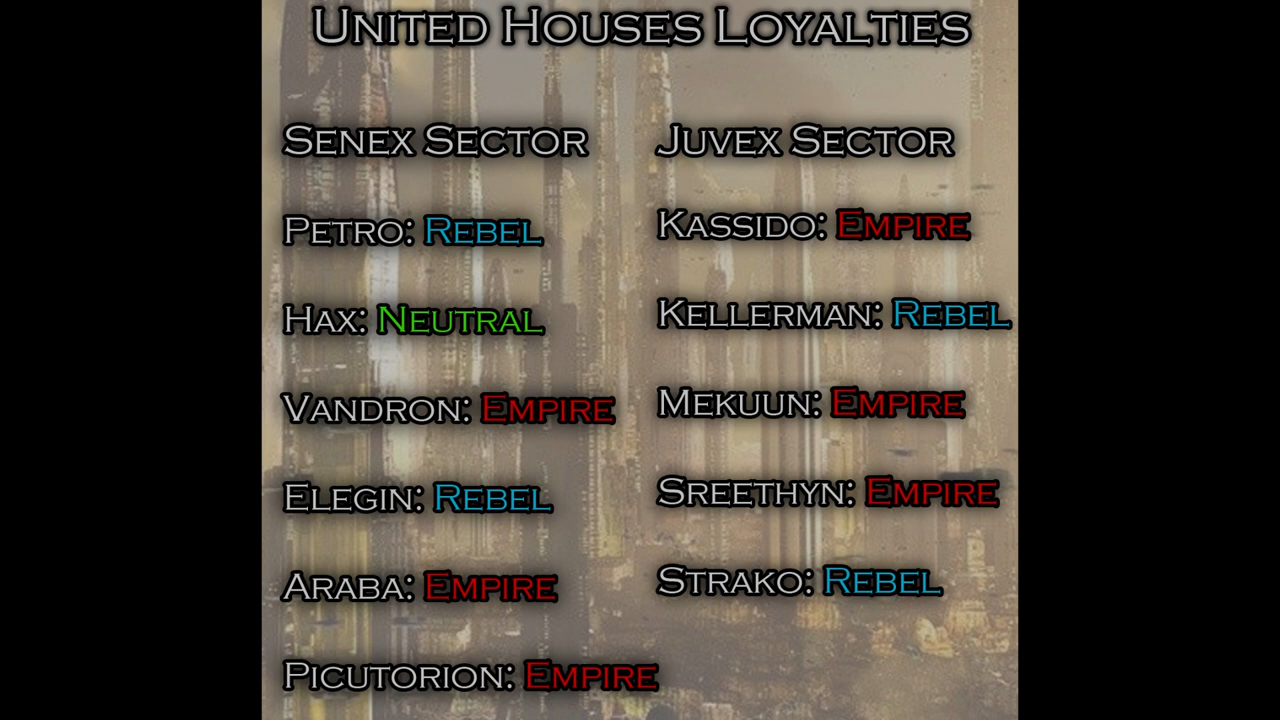 United Houses Loyalties
Senex Sector
Petro: Rebel
Hax: Neutral
Vandron: Empire
Elegin: Rebel
Araba: Empire
Picutorion: Empire
Juvex Sector
Kassido: Empire
Kellerman: Rebel
Mekuun: Empire
Sreethyn: Empire
Strako: Rebel